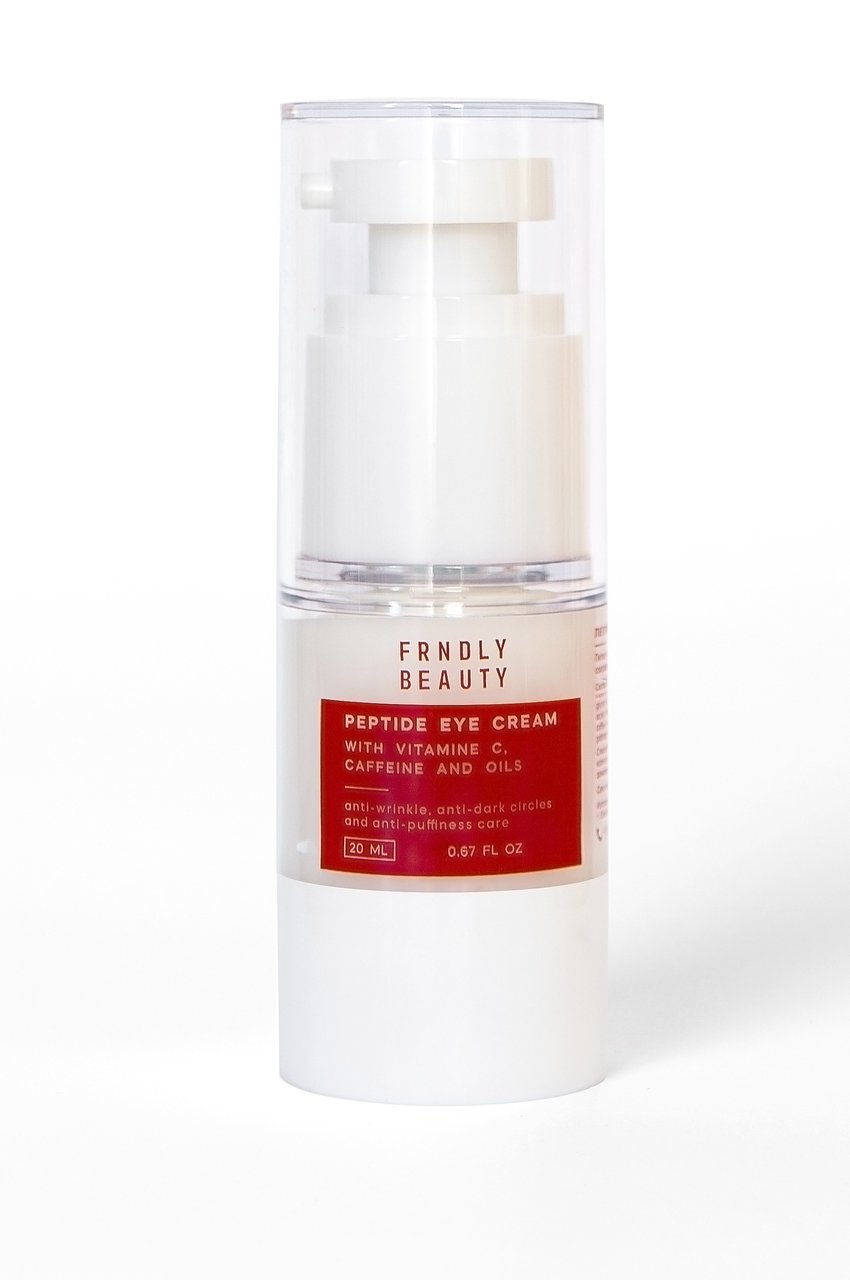 FRNDLY
BEAUTY
PEPTIDE EYE CREAM
WITH VITAMINE C,
CAFFEINE AND OILS
anti-wrinkle, anti-dark circles
and anti-puffiness care
20 ML 0.67 FL OZ